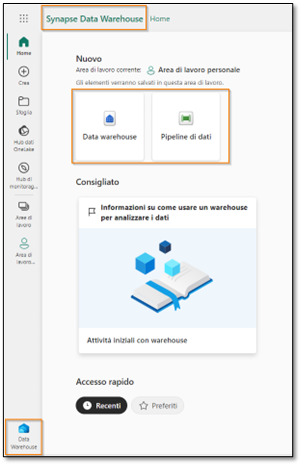 Synapse Data Warehouse Home
Home
Crea
Sfoglia
Hub dati
OneLake
Hub di
monitorag...
Aree di
lavoro
Area di
lavoro...
Data
Warehouse
Nuovo
Area di lavoro corrente: Area di lavoro personale
Gli elementi verranno salvati in questa area di lavoro.
Data warehouse
Pipeline di dati
Consigliato
Informazioni su come usare un warehouse
per analizzare i dati
Attività iniziali con warehouse
Accesso rapido
Recenti
Preferiti